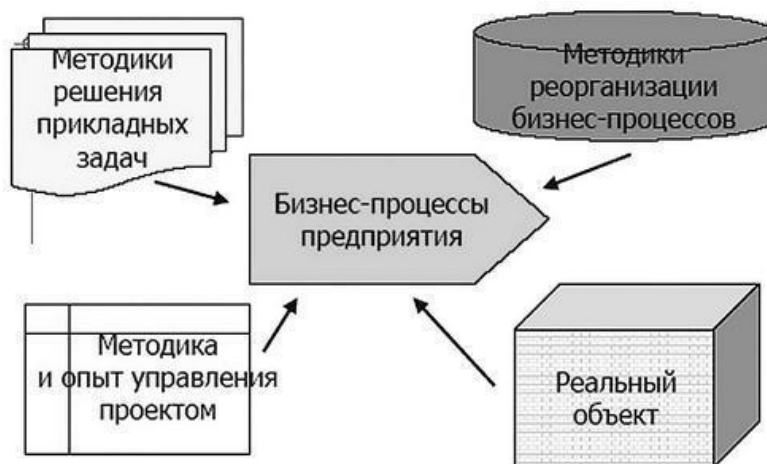 Методики
решения
прикладных
задач
Методики
реорганизации
бизнес-процессов
Бизнес-процессы
предприятия
Методика
и опыт управления
проектом
Реальный
объект